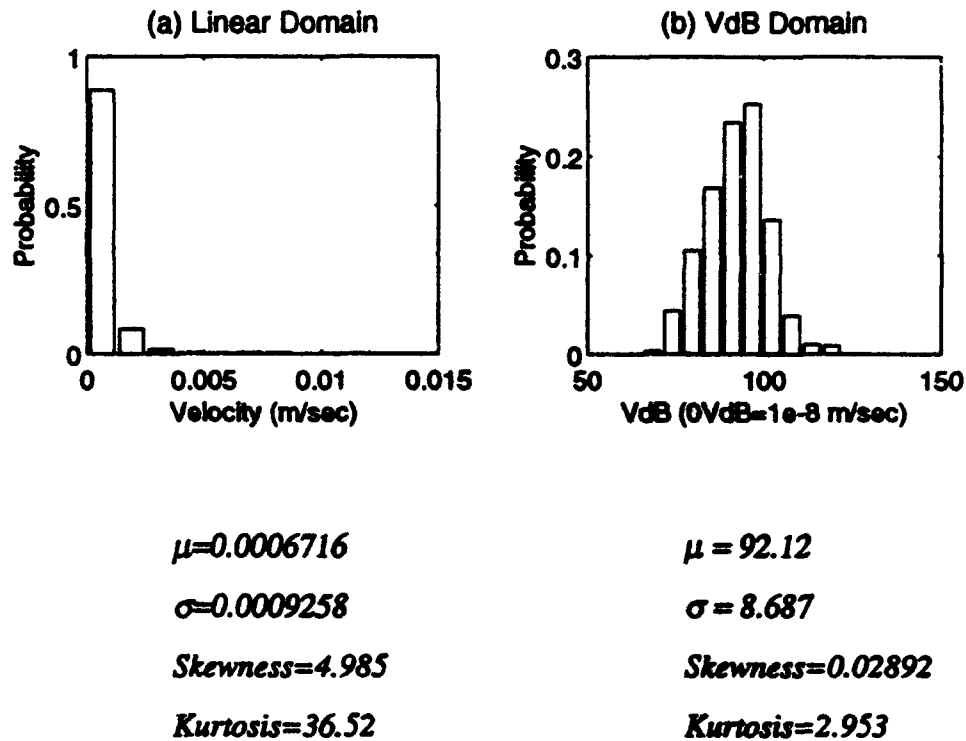 (a) Linear Domain
1
0.5
0
Probability
0
0.005
0.01
0.015
Velocity (m/sec)
(b) VdB Domain
0.3
0.2
0.1
0
Probability
50
100
150
VdB (0VdB=1e-8 m/sec)
μ=0.0006716
σ=0.0009258
Skewness=4.985
Kurtosis=36.52
μ = 92.12
σ = 8.687
Skewness=0.02892
Kurtosis=2.953